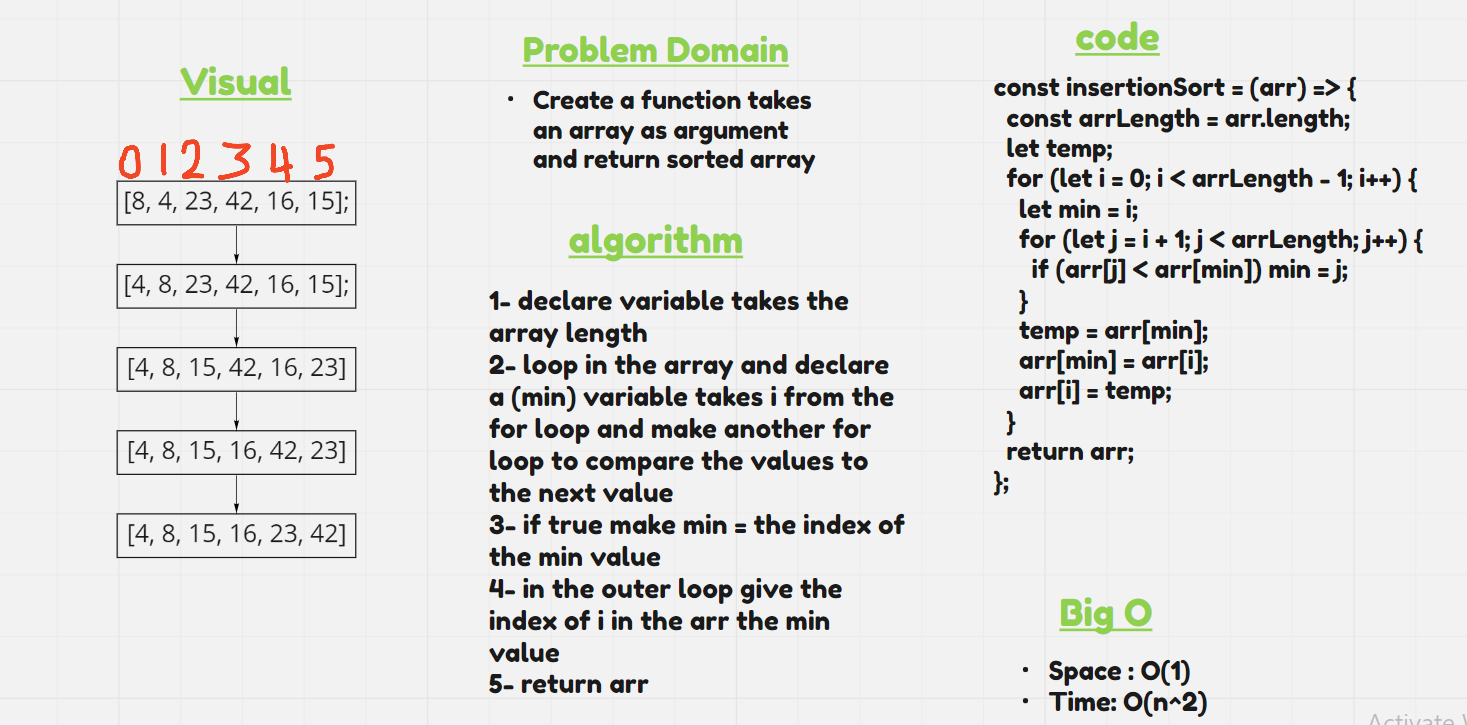 Visual
0 1 2 3 4 5
[8, 4, 23, 42, 16, 15];
[4, 8, 23, 42, 16, 15];
[4, 8, 15, 42, 16, 23]
[4, 8, 15, 16, 42, 23]
[4, 8, 15, 16, 23, 42]
Problem Domain
· Create a function takes
an array as argument
and return sorted array
algorithm
1- declare variable takes the
array length
2- loop in the array and declare
a (min) variable takes i from the
for loop and make another for
loop to compare the values to
the next value
3- if true make min = the index of
the min value
4- in the outer loop give the
index of i in the arr the min
value
5- return arr
code
const insertionSort = (arr) => {
const arrLength = arr.length;
let temp;
for (let i = 0; i < arrLength - 1; i++) {
let min = i;
for (let j = i + 1; j < arrLength; j++) {
if (arr[j] < arr[min]) min = j;
}
temp = arr[min];
arr[min] = arr[i];
arr[i] = temp;
}
return arr;
};
Big O
· Space : O(1)
· Time: O(n^2)
Activate